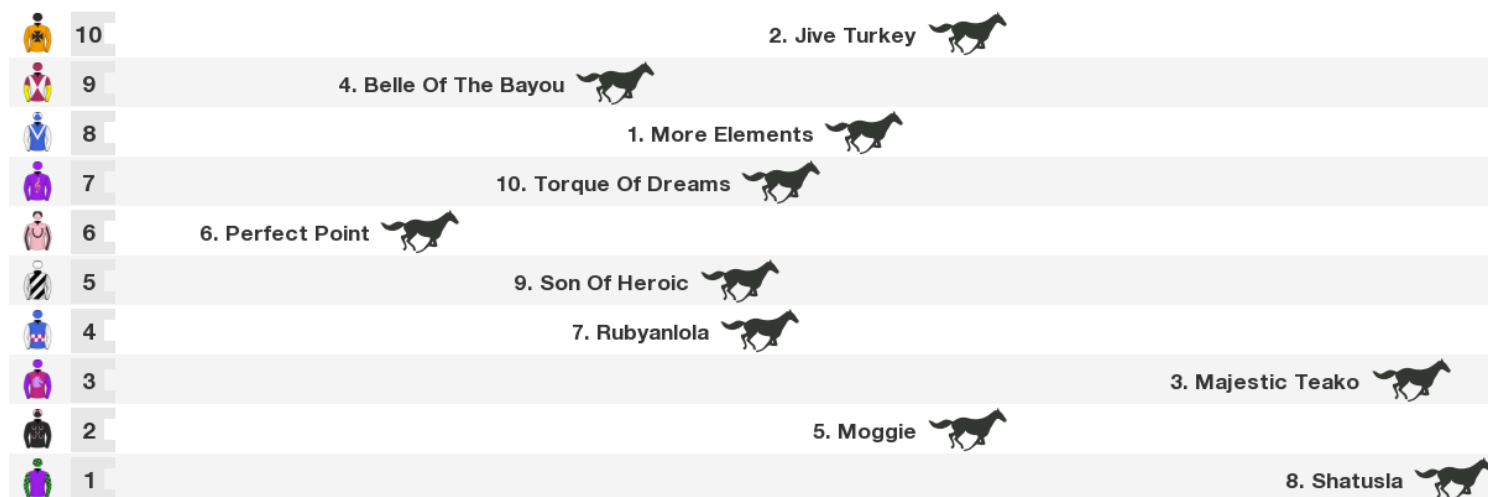 10 2. Jive Turkey
9 4. Belle Of The Bayou
8 1. More Elements
7 10. Torque Of Dreams
6 6. Perfect Point
5 9. Son Of Heroic
4 7. Rubyanlola
3 3. Majestic Teako
2 5. Moggie
1 8. Shatusla